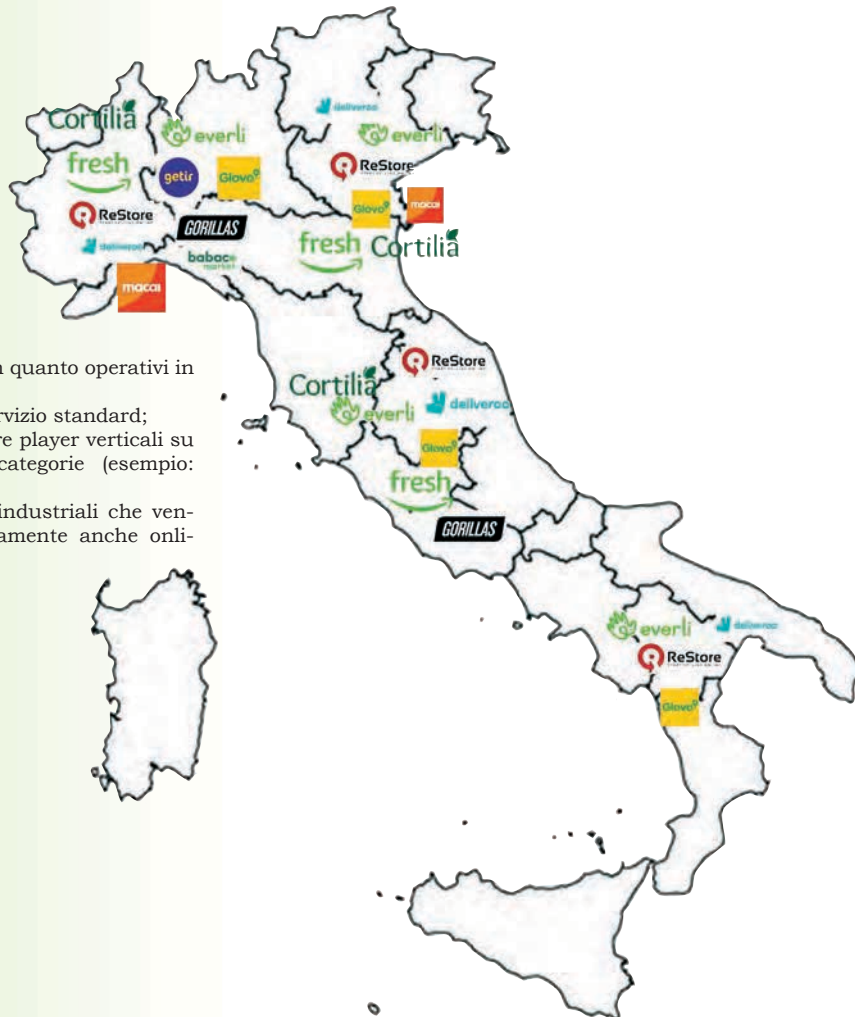 Cortilia
everli
deliveroo
everli
fresh
getir
Glovo
ReStore
ReStore
Glovo
macai
GORILLAS
deliveroo
babaco
market
fresh
Cortilia
macai
n quanto operativi in
ReStore
Cortilia
deliveroo
everli
rvizio standard;
re player verticali su
categorie (esempio:
Glovo
fresh
industriali che ven-
amente anche onli-
GORILLAS
everli
deliveroo
ReStore
Glovo